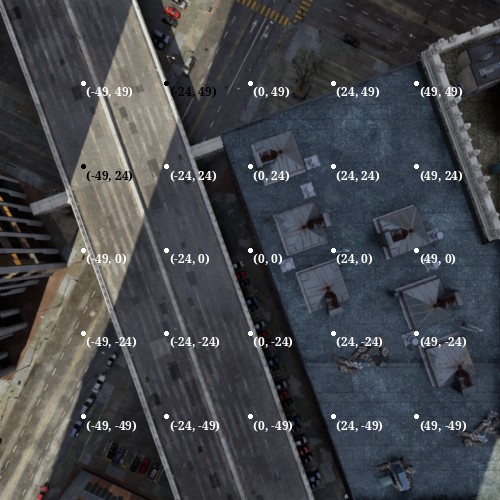 (-49, 49) (-24, 49) (0, 49) (24, 49) (49, 49)
(-49, 24) (-24, 24) (0, 24) (24, 24) (49, 24)
(-49, 0) (-24, 0) (0, 0) (24, 0) (49, 0)
(-49, -24) (-24, -24) (0, -24) (24, -24) (49, -24)
(-49, -49) (-24, -49) (0, -49) (24, -49) (49, -49)